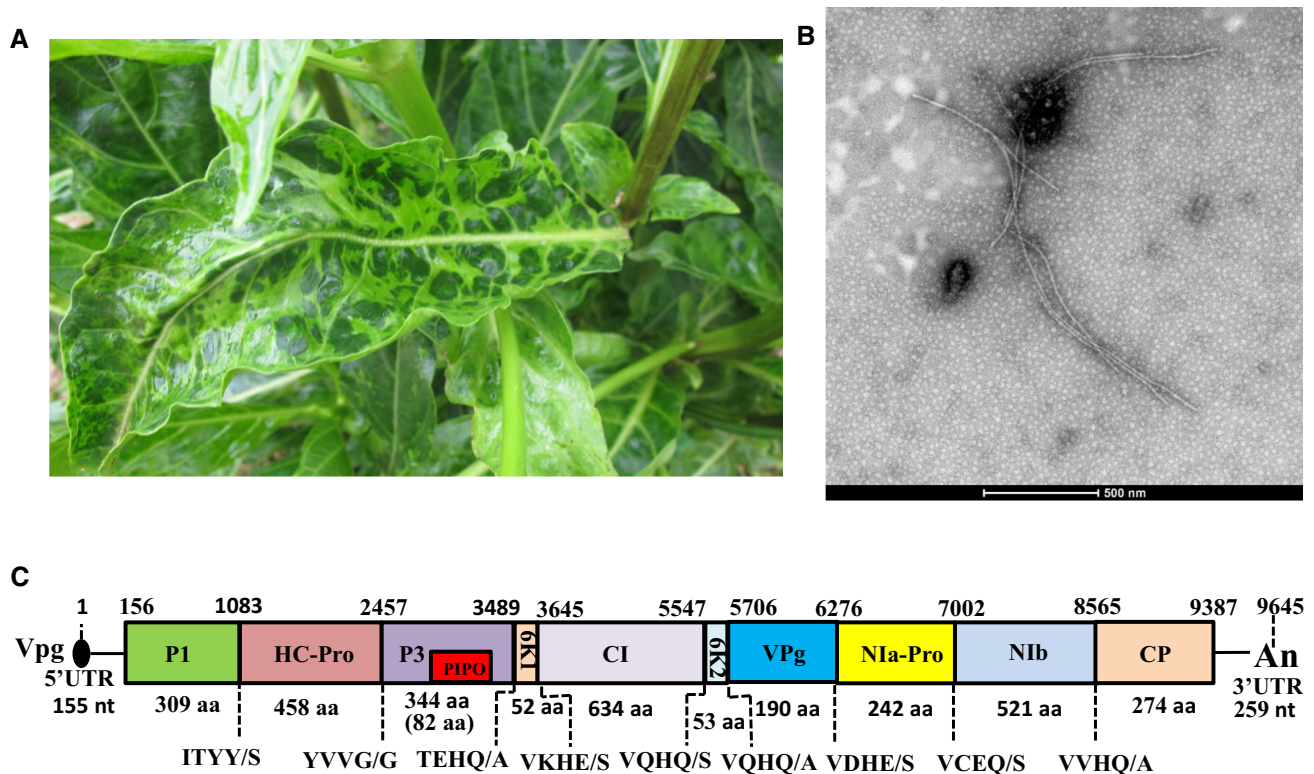 A
B
500 nm
C
1 156 1083 2457 3489 3645 5547 5706 6276 7002 8565 9387 9645
Vpg P1 HC-Pro P3 PIPO 6K1 CI 6K2 VPg NIa-Pro NIb CP An
5’UTR 3’UTR
155 nt 309 aa 458 aa 344 aa 52 aa 634 aa 53 aa 190 aa 242 aa 521 aa 274 aa 259 nt
(82 aa)
ITYY/S YVVG/G TEHQ/A VKHE/S VQHQ/S VQHQ/A VDHE/S VCEQ/S VVHQ/A